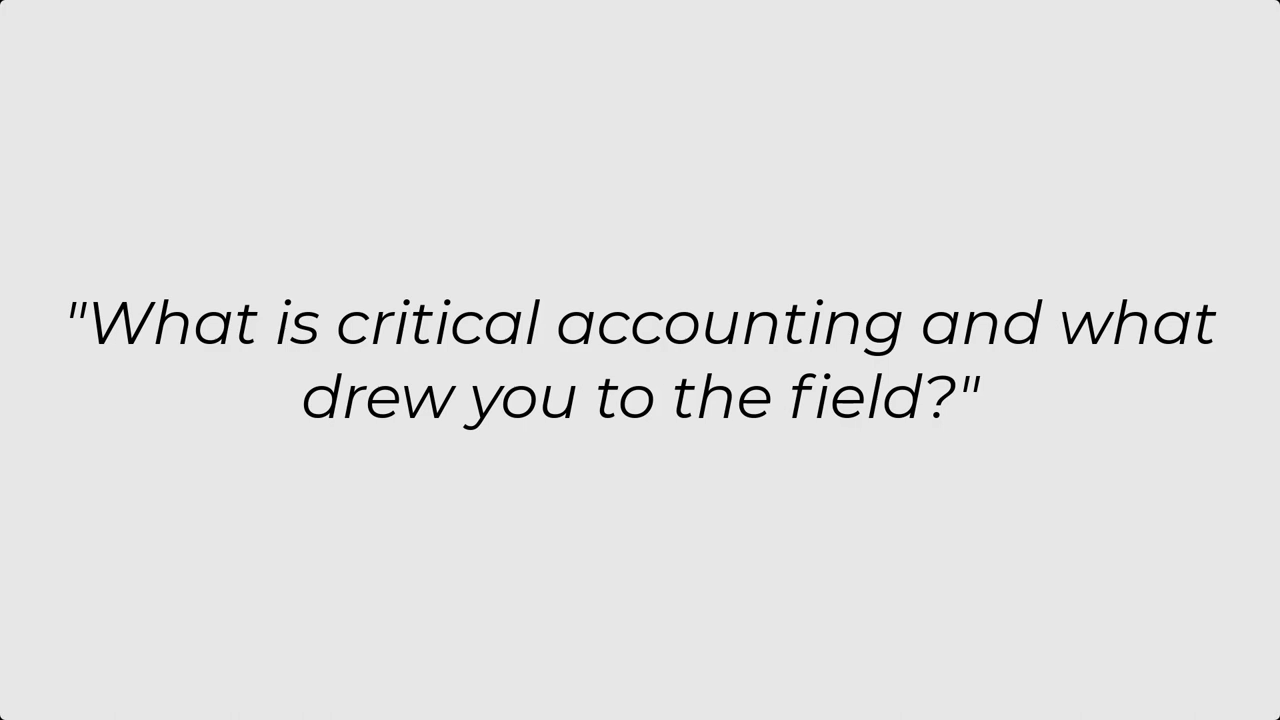 "What is critical accounting and what
drew you to the field?"